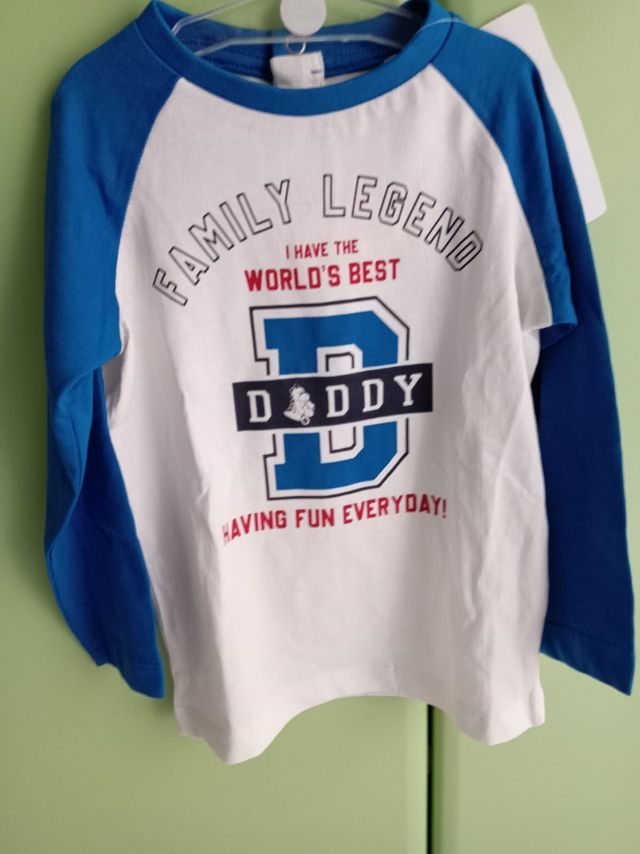 FAMILY LEGEND
I HAVE THE
WORLD'S BEST
D
D DDY
HAVING FUN EVERYDAY!